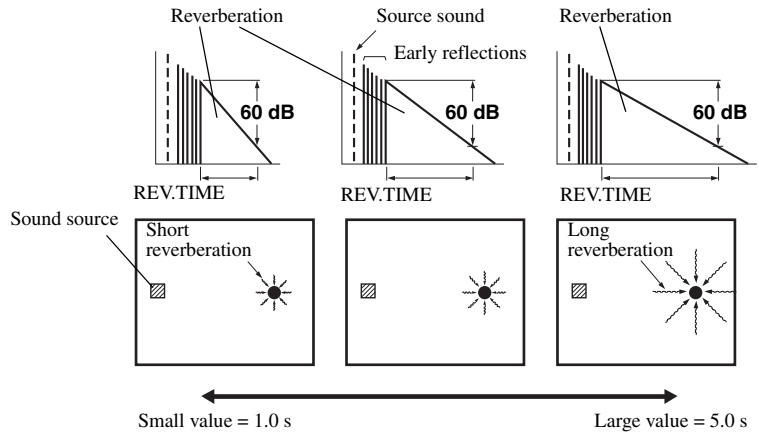 Reverberation
Source sound
Reverberation
Early reflections
60 dB
60 dB
60 dB
REV.TIME
REV.TIME
REV.TIME
Sound source
Short
reverberation
Long
reverberation
Small value = 1.0 s
Large value = 5.0 s